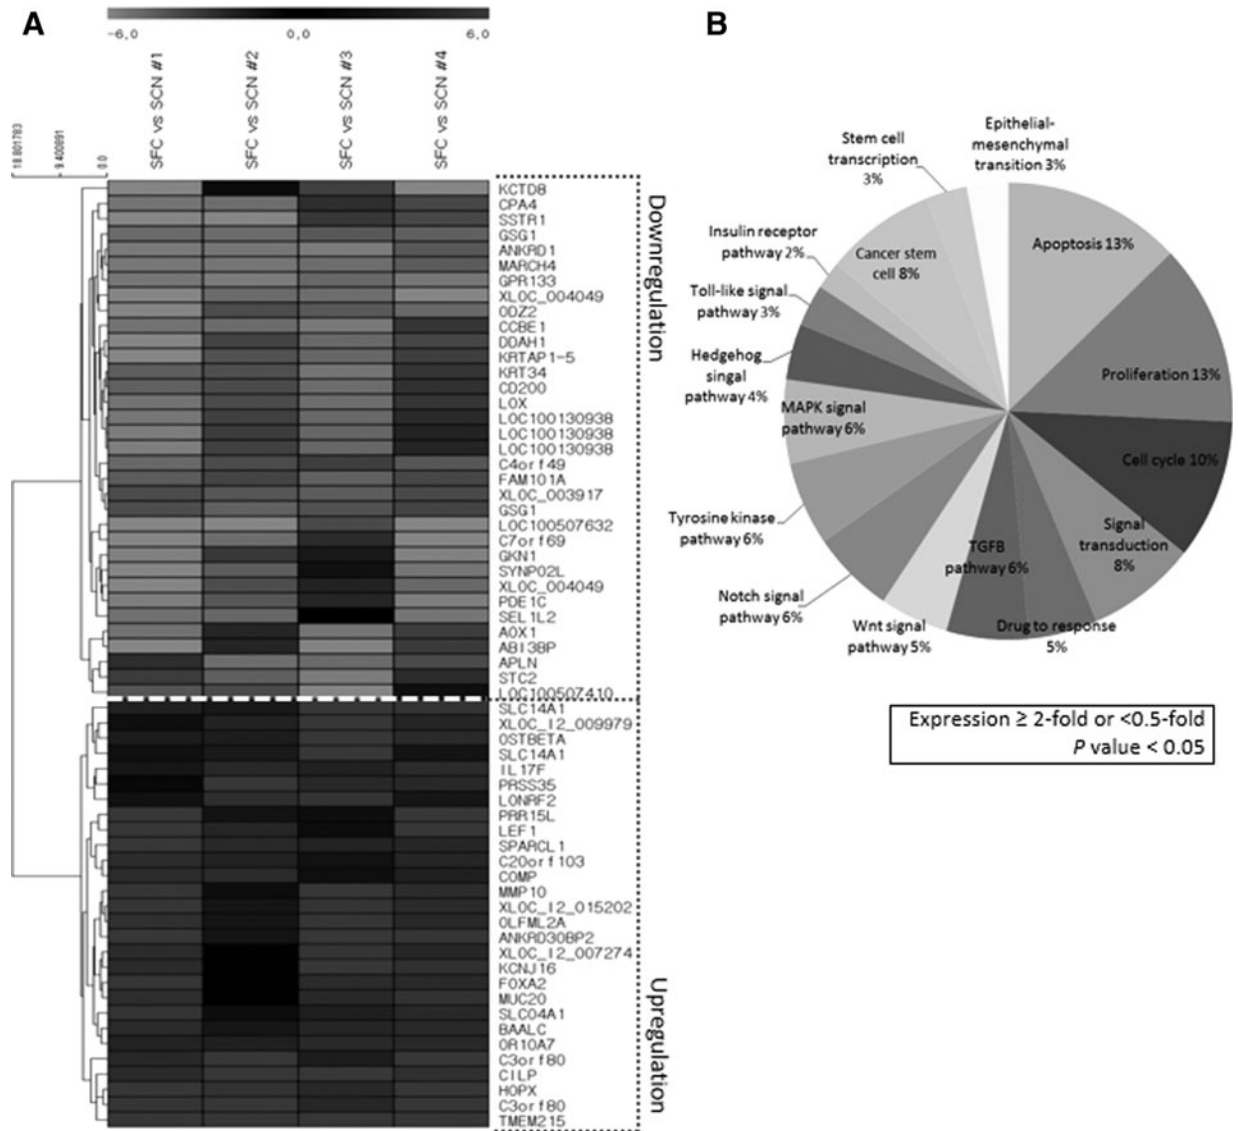 A
-6.0 0.0 6.0
SFC vs SCN #1
SFC vs SCN #2
SFC vs SCN #3
SFC vs SCN #4
18.801783
9.400891
0.0
KCTD8
CPA4
SSTR1
GSG1
ANKRD1
MARCH4
GPR133
XLOC_004049
ODZ2
CCBE1
DDAH1
KRTAP1-5
KRT34
CD200
LOX
LOC100130938
LOC100130938
LOC100130938
C4orf49
FAM101A
XLOC_003917
GSG1
LOC100507632
C7orf69
GKN1
SYNPO2L
XLOC_004049
PDE1C
SEL1L2
AOX1
ABI3BP
APLN
STC2
LOC100507410
Downregulation
SLC14A1
XLOC_I2_009979
OSTBETA
SLC14A1
IL17F
PRSS35
LONRF2
PRR15L
LEF1
SPARCL1
C20orf103
COMP
MMP10
XLOC_I2_015202
OLFML2A
ANKRD30BP2
XLOC_I2_007274
KCNJ16
FOXA2
MUC20
SLCO4A1
BAALC
OR10A7
C3orf80
CILP
HOPX
C3orf80
TMEM215
Upregulation
B
Epithelial-
mesenchymal
transition 3%
Apoptosis 13%
Proliferation 13%
Cell cycle 10%
Signal
transduction
8%
Drug to response
5%
TGFB
pathway 6%
Wnt signal
pathway 5%
Notch signal
pathway 6%
Tyrosine kinase
pathway 6%
MAPK signal
pathway 6%
Hedgehog
singal
pathway 4%
Toll-like signal
pathway 3%
Insulin receptor
pathway 2%
Cancer stem
cell 8%
Stem cell
transcription
3%
Expression ≥ 2-fold or <0.5-fold
P value < 0.05